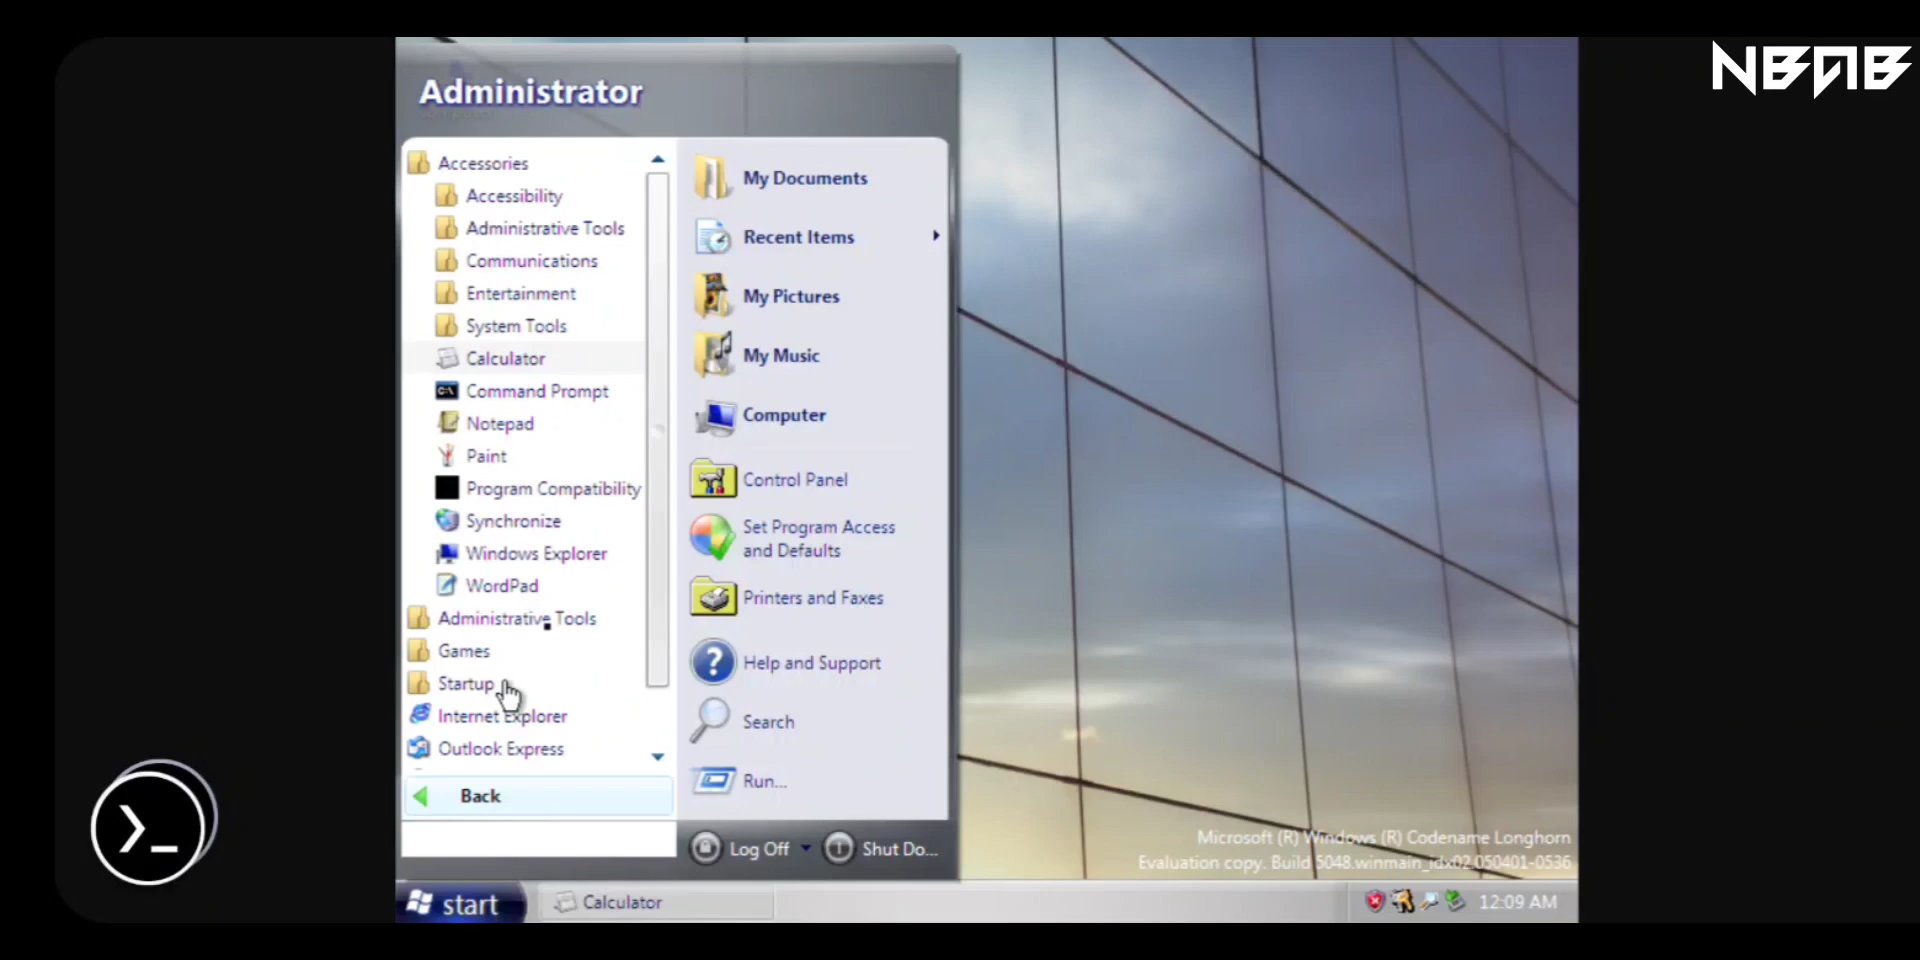 NBAB
Administrator
Accessories
Accessibility
Administrative Tools
Communications
Entertainment
System Tools
Calculator
Command Prompt
Notepad
Paint
Program Compatibility
Synchronize
Windows Explorer
WordPad
Administrative Tools
Games
Startup
Internet Explorer
Outlook Express
Back
My Documents
Recent Items
My Pictures
My Music
Computer
Control Panel
Set Program Access
and Defaults
Printers and Faxes
Help and Support
Search
Run...
Log Off
Shut Do...
Microsoft (R) Windows (R) Codename Longhorn
Evaluation copy. Build 5048.winmain_idx02.050401-0536
start
Calculator
12:09 AM